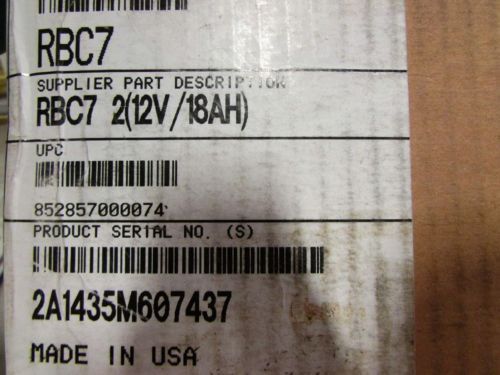 RBC7
SUPPLIER PART DESCRIPTION
RBC7 2(12V/18AH)
UPC
852857000074
PRODUCT SERIAL NO. (S)
2A1435M607437
MADE IN USA